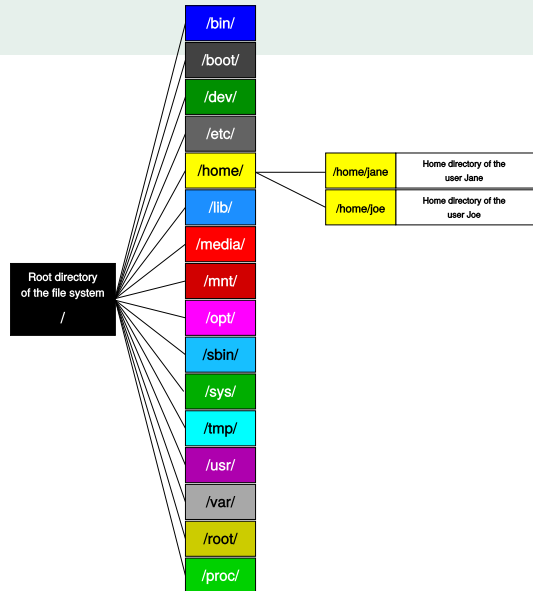 /bin/
/boot/
/dev/
/etc/
/home/
/home/jane
Home directory of the
user Jane
/home/joe
Home directory of the
user Joe
/lib/
/media/
Root directory
of the file system
/
/mnt/
/opt/
/sbin/
/sys/
/tmp/
/usr/
/var/
/root/
/proc/